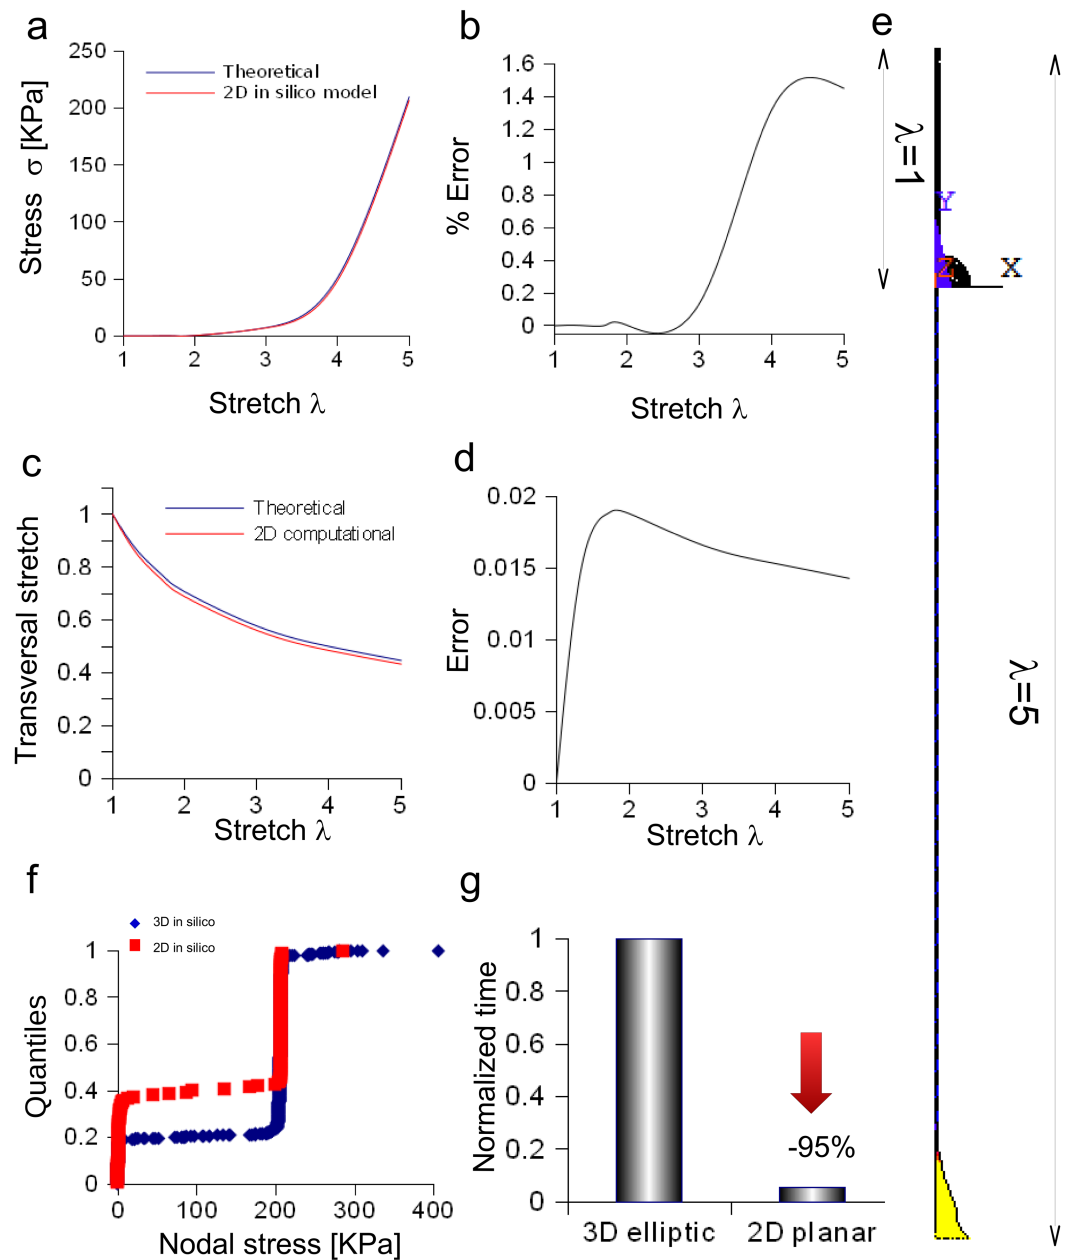 a
250
200
150
100
50
0
1 2 3 4 5
Stress σ [KPa]
Theoretical
2D in silico model
Stretch λ
b
1.6
1.4
1.2
1
0.8
0.6
0.4
0.2
0
1 2 3 4 5
% Error
Stretch λ
e
λ=1
Y
Z
X
λ=5
c
1
0.8
0.6
0.4
0.2
0
1 2 3 4 5
Transversal stretch
Theoretical
2D computational
Stretch λ
d
0.02
0.015
0.01
0.005
0
1 2 3 4 5
Error
Stretch λ
f
3D in silico
2D in silico
1
0.8
0.6
0.4
0.2
0
0 100 200 300 400
Quantiles
Nodal stress [KPa]
g
1
0.8
0.6
0.4
0.2
0
Normalized time
-95%
3D elliptic 2D planar